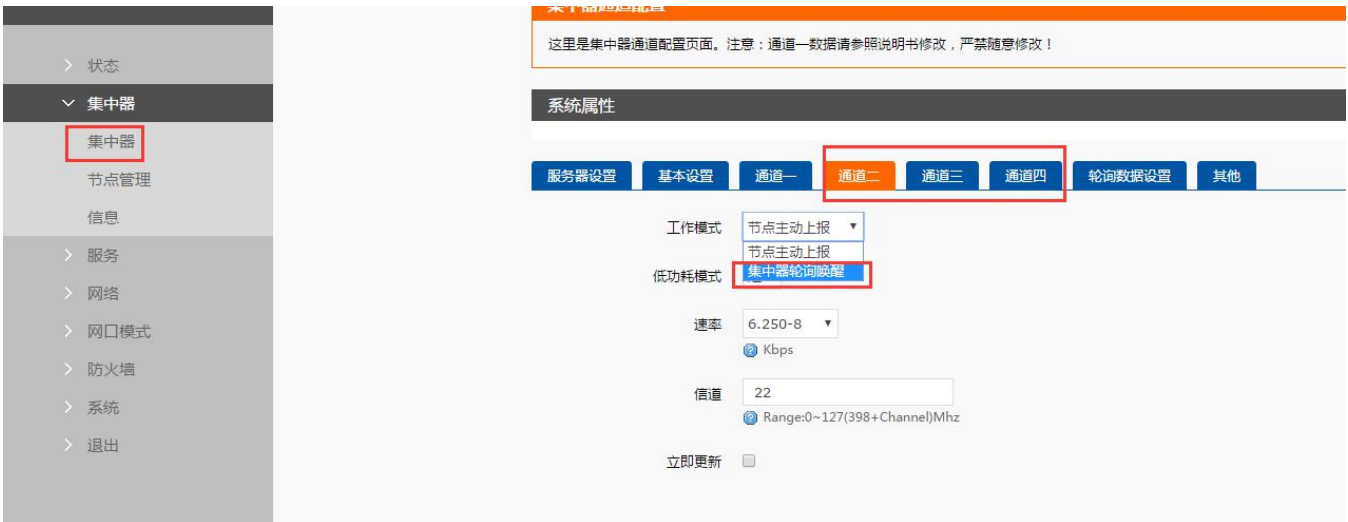 集中器通道配置
这里是集中器通道配置页面。注意：通道一数据请参照说明书修改，严禁随意修改！
状态
集中器
集中器
节点管理
信息
服务
网络
网口模式
防火墙
系统
退出
系统属性
服务器设置 基本设置 通道一 通道二 通道三 通道四 轮询数据设置 其他
工作模式 节点主动上报
节点主动上报
集中器轮询唤醒
低功耗模式
速率 6.250-8
Kbps
信道 22
Range:0~127(398+Channel)Mhz
立即更新